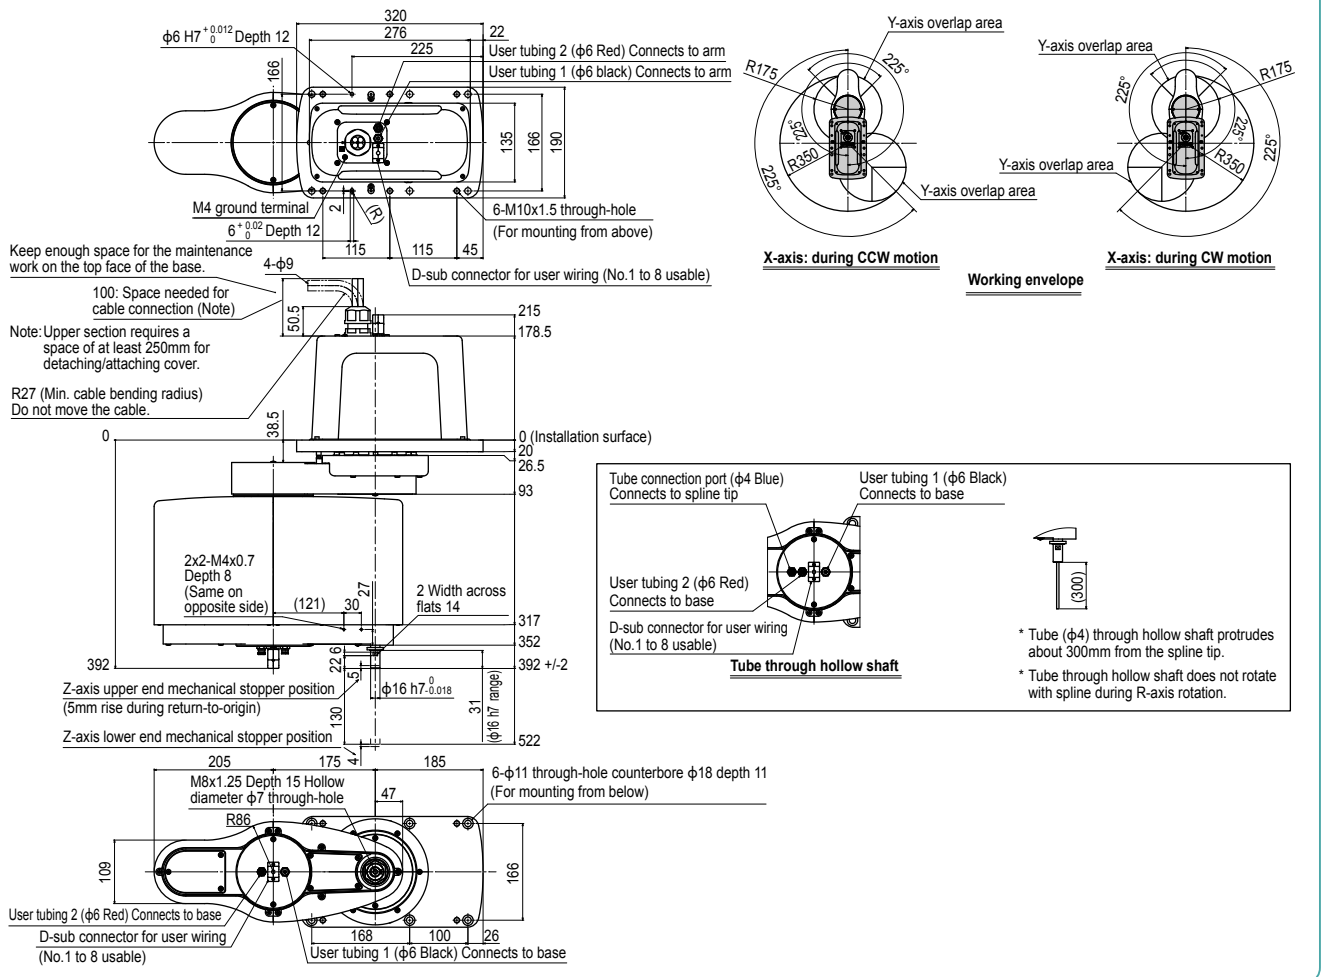 320
276
22
225
ϕ6 H7 +0.012 0 Depth 12
User tubing 2 (ϕ6 Red) Connects to arm
User tubing 1 (ϕ6 black) Connects to arm
166
135
166
190
M4 ground terminal
2
(R)
6 +0.02 0 Depth 12
6-M10x1.5 through-hole
(For mounting from above)
115
115
45
D-sub connector for user wiring (No.1 to 8 usable)
Keep enough space for the maintenance
work on the top face of the base.
4-ϕ9
100: Space needed for
cable connection (Note)
50.5
Note: Upper section requires a
space of at least 250mm for
detaching/attaching cover.
R27 (Min. cable bending radius)
Do not move the cable.
215
178.5
38.5
0
0 (Installation surface)
20
26.5
93
2x2-M4x0.7
Depth 8
(Same on
opposite side)
(121)
30
27
2 Width across
flats 14
317
352
392
392 +/-2
6
22
5
ϕ16 h7 0 -0.018
Z-axis upper end mechanical stopper position
(5mm rise during return-to-origin)
130
31
(ϕ16 h7 range)
Z-axis lower end mechanical stopper position
4
522
205
175
185
M8x1.25 Depth 15 Hollow
diameter ϕ7 through-hole
47
6-ϕ11 through-hole counterbore ϕ18 depth 11
(For mounting from below)
R86
109
166
User tubing 2 (ϕ6 Red) Connects to base
D-sub connector for user wiring
(No.1 to 8 usable)
168
100
26
User tubing 1 (ϕ6 Black) Connects to base
Y-axis overlap area
R175
225°
225°
R350
225°
Y-axis overlap area
X-axis: during CCW motion
Y-axis overlap area
R175
225°
225°
R350
225°
Y-axis overlap area
X-axis: during CW motion
Working envelope
Tube connection port (ϕ4 Blue)
Connects to spline tip
User tubing 1 (ϕ6 Black)
Connects to base
User tubing 2 (ϕ6 Red)
Connects to base
D-sub connector for user wiring
(No.1 to 8 usable)
Tube through hollow shaft
(300)
* Tube (ϕ4) through hollow shaft protrudes
about 300mm from the spline tip.
* Tube through hollow shaft does not rotate
with spline during R-axis rotation.